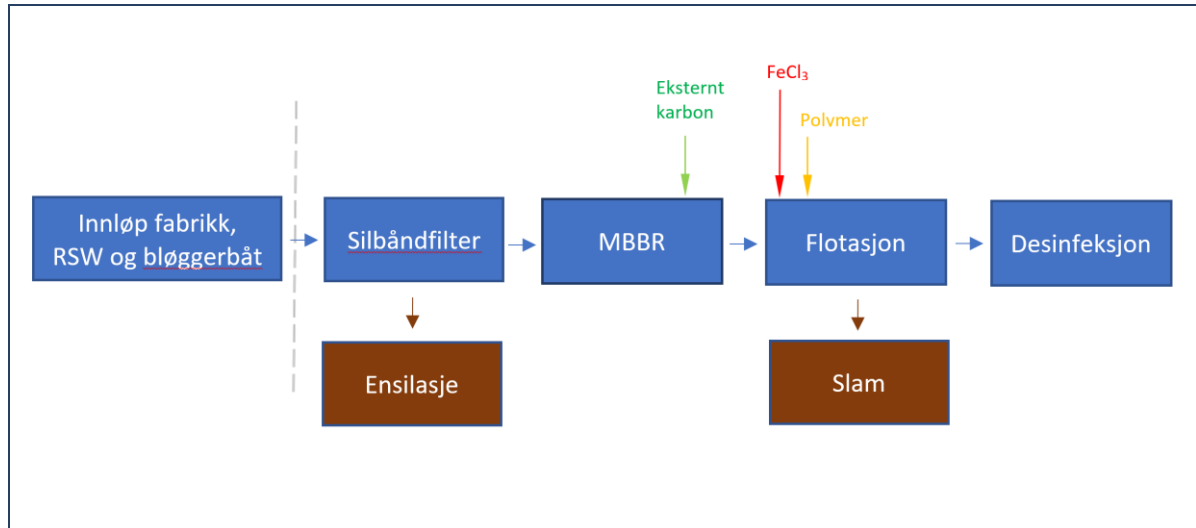 FeCl₃
Eksternt
karbon
Polymer
Innløp fabrikk,
RSW og bløggerbåt
Silbåndfilter
MBBR
Flotasjon
Desinfeksjon
Ensilasje
Slam